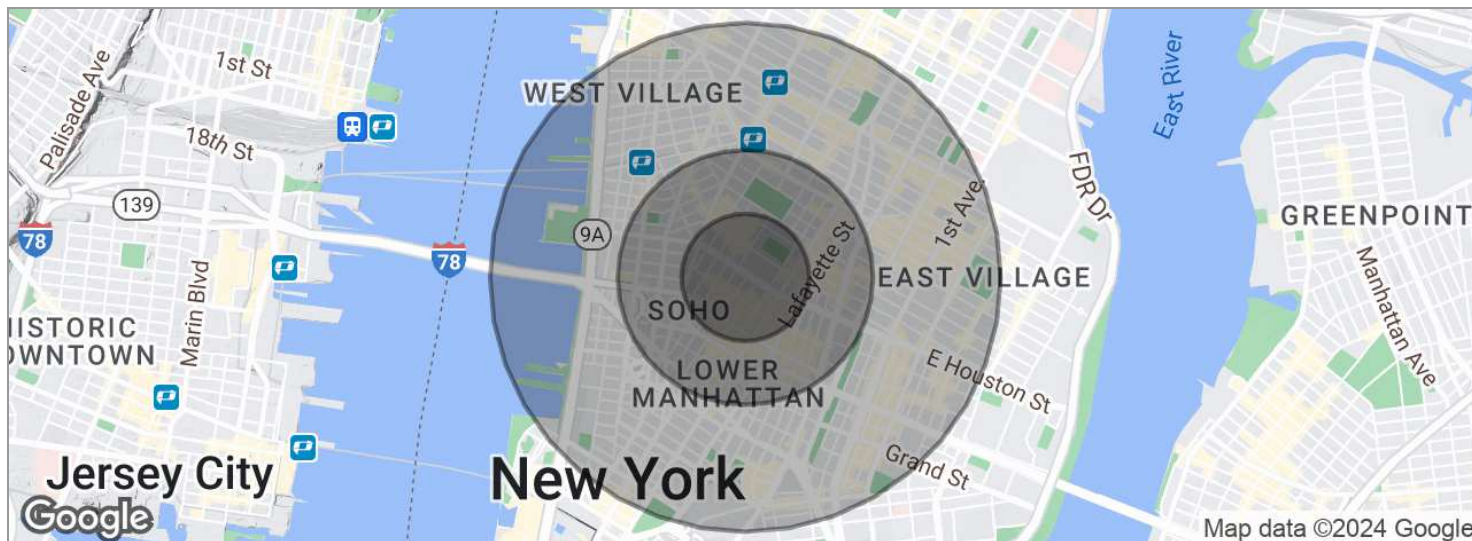 1st St
Palisade Ave
18th St
139
78
Marin Blvd
HISTORIC
DOWNTOWN
Jersey City
Google
78
WEST VILLAGE
9A
SOHO
Lafayette St
LOWER
MANHATTAN
New York
1st Ave.
EAST VILLAGE
E Houston St
Grand St
FDR Dr
East River
GREENPOINT
Manhattan Ave
Map data ©2024 Google